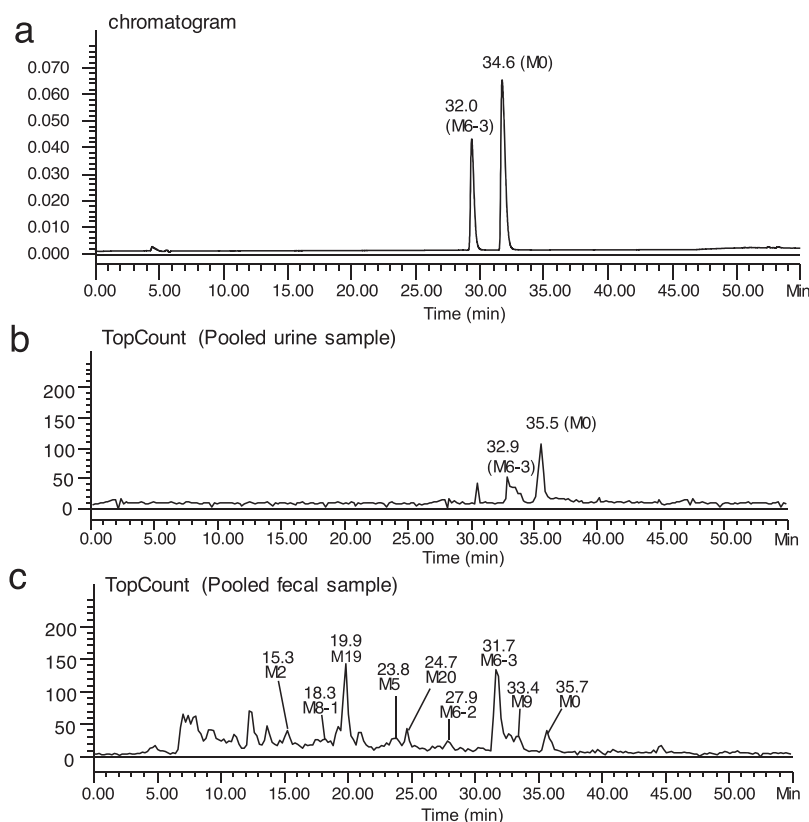 a
chromatogram
0.070
0.060
0.050
0.040
0.030
0.020
0.010
0.000
34.6 (M0)
32.0
(M6-3)
0.00 5.00 10.00 15.00 20.00 25.00 30.00 35.00 40.00 45.00 50.00 Min
Time (min)
b
TopCount (Pooled urine sample)
200
150
100
50
0
35.5 (M0)
32.9
(M6-3)
0.00 5.00 10.00 15.00 20.00 25.00 30.00 35.00 40.00 45.00 50.00 Min
Time (min)
c
TopCount (Pooled fecal sample)
200
150
100
50
0
15.3
M2
18.3
M8-1
19.9
M19
23.8
M5
24.7
M20
27.9
M6-2
31.7
M6-3
33.4
M9
35.7
M0
0.00 5.00 10.00 15.00 20.00 25.00 30.00 35.00 40.00 45.00 50.00 Min
Time (min)